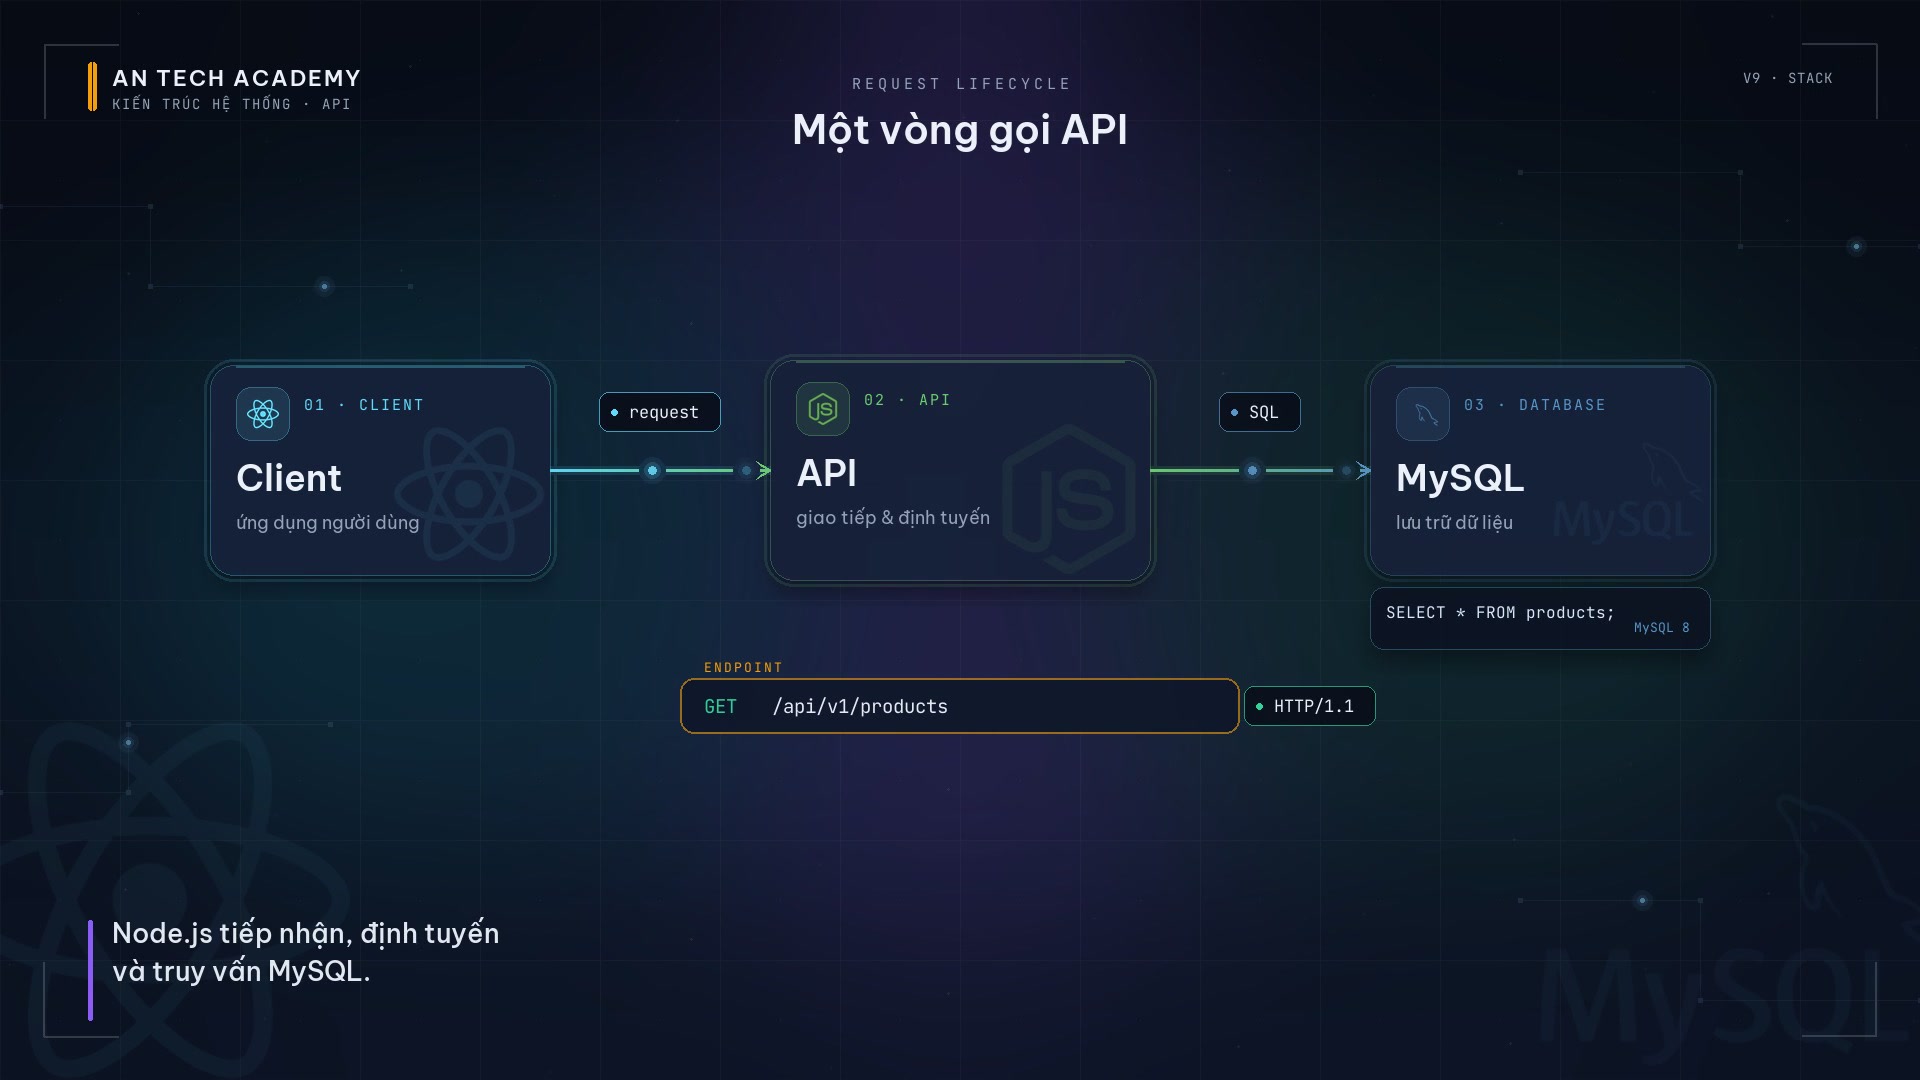 AN TECH ACADEMY
KIẾN TRÚC HỆ THỐNG · API
REQUEST LIFECYCLE
Một vòng gọi API
V9 · STACK
01 · CLIENT
Client
ứng dụng người dùng
request
JS
02 · API
API
giao tiếp & định tuyến
JS
SQL
03 · DATABASE
MySQL
lưu trữ dữ liệu
MySQL
SELECT * FROM products;
MySQL 8
ENDPOINT
GET /api/v1/products
HTTP/1.1
Node.js tiếp nhận, định tuyến
và truy vấn MySQL.
MySQL